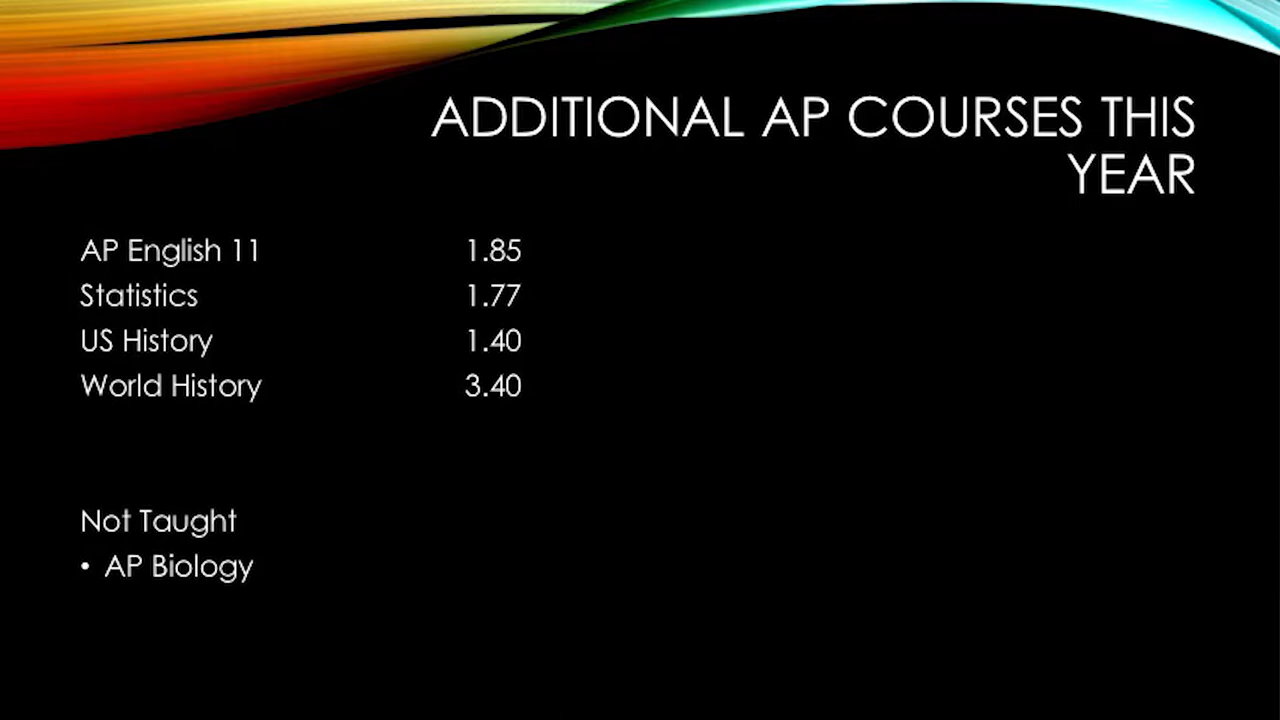 ADDITIONAL AP COURSES THIS
YEAR
AP English 11 1.85
Statistics 1.77
US History 1.40
World History 3.40
Not Taught
• AP Biology